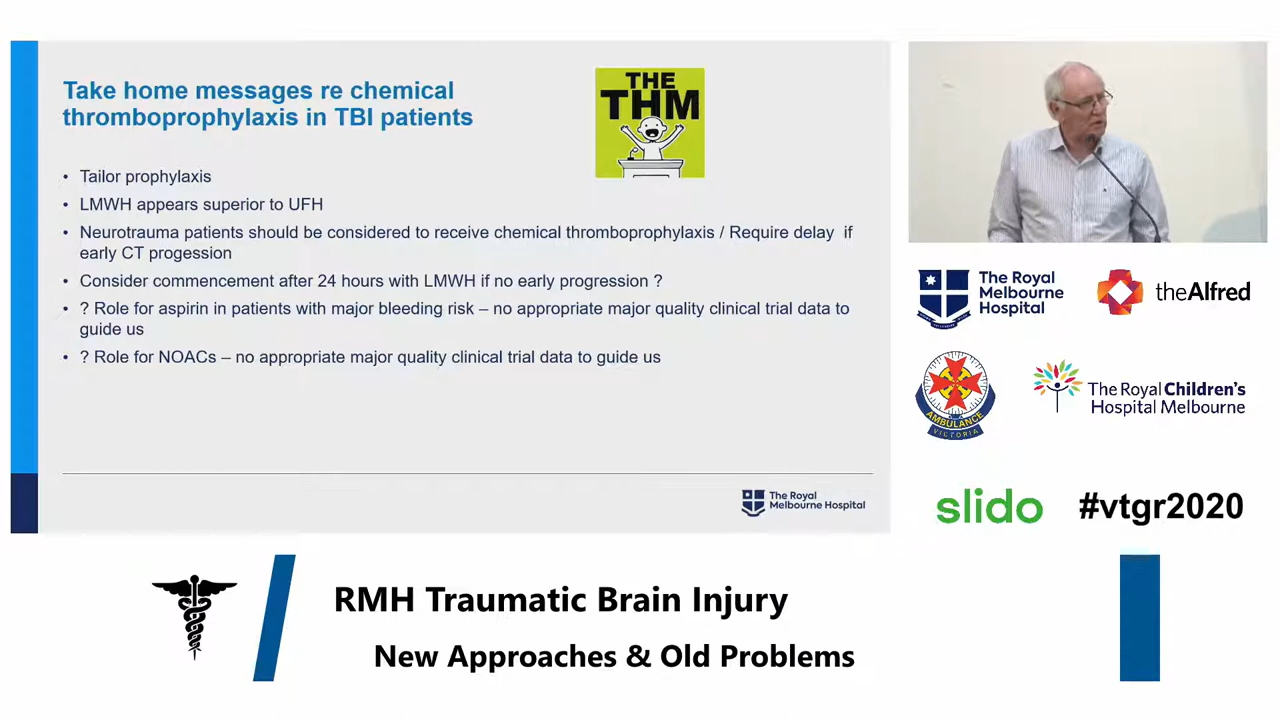 Take home messages re chemical
thromboprophylaxis in TBI patients
THE
THM
• Tailor prophylaxis
• LMWH appears superior to UFH
• Neurotrauma patients should be considered to receive chemical thromboprophylaxis / Require delay if
early CT progession
• Consider commencement after 24 hours with LMWH if no early progression ?
• ? Role for aspirin in patients with major bleeding risk – no appropriate major quality clinical trial data to
guide us
• ? Role for NOACs – no appropriate major quality clinical trial data to guide us
The Royal
Melbourne Hospital
The Royal
Melbourne
Hospital
theAlfred
AMBULANCE
VICTORIA
The Royal Children's
Hospital Melbourne
slido
#vtgr2020
RMH Traumatic Brain Injury
New Approaches & Old Problems